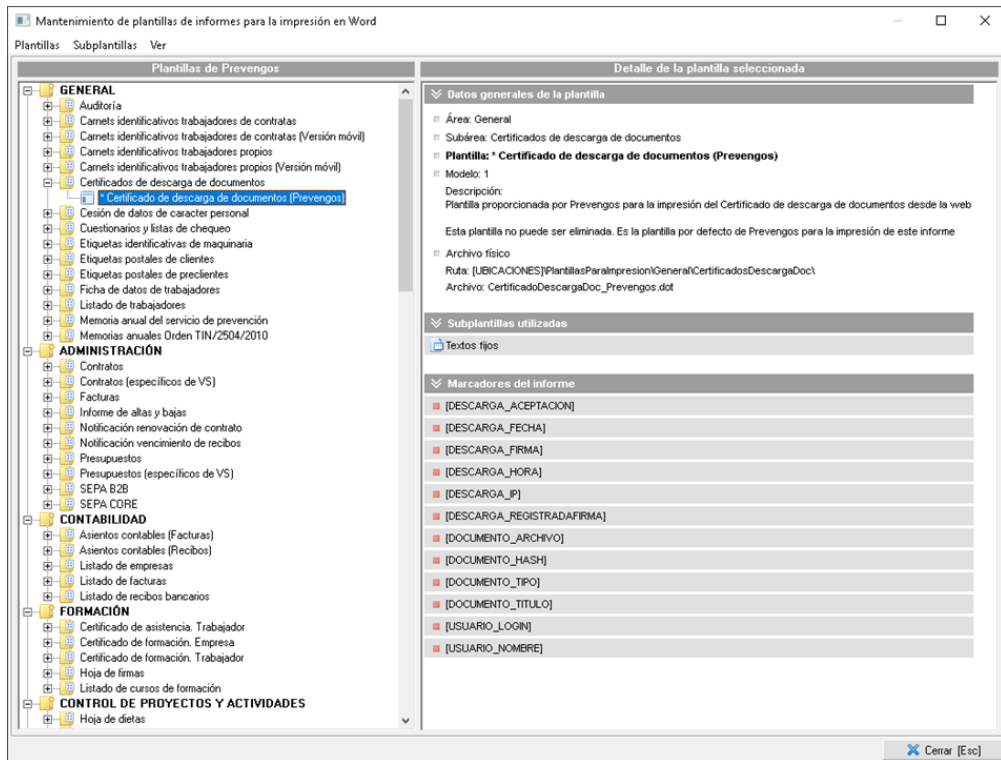 Mantenimiento de plantillas de informes para la impresión en Word
Plantillas Subplantillas Ver
Plantillas de Prevengos
GENERAL
Auditoría
Carnets identificativos trabajadores de contratas
Carnets identificativos trabajadores de contratas (Versión móvil)
Carnets identificativos trabajadores propios
Carnets identificativos trabajadores propios (Versión móvil)
Certificados de descarga de documentos
* Certificado de descarga de documentos (Prevengos)
Cesión de datos de caracter personal
Cuestionarios y listas de chequeo
Etiquetas identificativas de maquinaria
Etiquetas postales de clientes
Etiquetas postales de preclientes
Ficha de datos de trabajadores
Listado de trabajadores
Memoria anual del servicio de prevención
Memorias anuales Orden TIN/2504/2010
ADMINISTRACIÓN
Contratos
Contratos (específicos de VS)
Facturas
Informe de altas y bajas
Notificación renovación de contrato
Notificación vencimiento de recibos
Presupuestos
Presupuestos (específicos de VS)
SEPA B2B
SEPA CORE
CONTABILIDAD
Asientos contables (Facturas)
Asientos contables (Recibos)
Listado de empresas
Listado de facturas
Listado de recibos bancarios
FORMACIÓN
Certificado de asistencia. Trabajador
Certificado de formación. Empresa
Certificado de formación. Trabajador
Hoja de firmas
Listado de cursos de formación
CONTROL DE PROYECTOS Y ACTIVIDADES
Hoja de dietas
Detalle de la plantilla seleccionada
Datos generales de la plantilla
Área: General
Subárea: Certificados de descarga de documentos
Plantilla: * Certificado de descarga de documentos (Prevengos)
Modelo: 1
Descripción:
Plantilla proporcionada por Prevengos para la impresión del Certificado de descarga de documentos desde la web
Esta plantilla no puede ser eliminada. Es la plantilla por defecto de Prevengos para la impresión de este informe
Archivo físico
Ruta: [UBICACIONES]\PlantillasParaImpresion\General\CertificadosDescargaDoc\
Archivo: CertificadoDescargaDoc_Prevengos.dot
Subplantillas utilizadas
Textos fijos
Marcadores del informe
[DESCARGA_ACEPTACION]
[DESCARGA_FECHA]
[DESCARGA_FIRMA]
[DESCARGA_HORA]
[DESCARGA_IP]
[DESCARGA_REGISTRADAFIRMA]
[DOCUMENTO_ARCHIVO]
[DOCUMENTO_HASH]
[DOCUMENTO_TIPO]
[DOCUMENTO_TITULO]
[USUARIO_LOGIN]
[USUARIO_NOMBRE]
Cerrar [Esc]